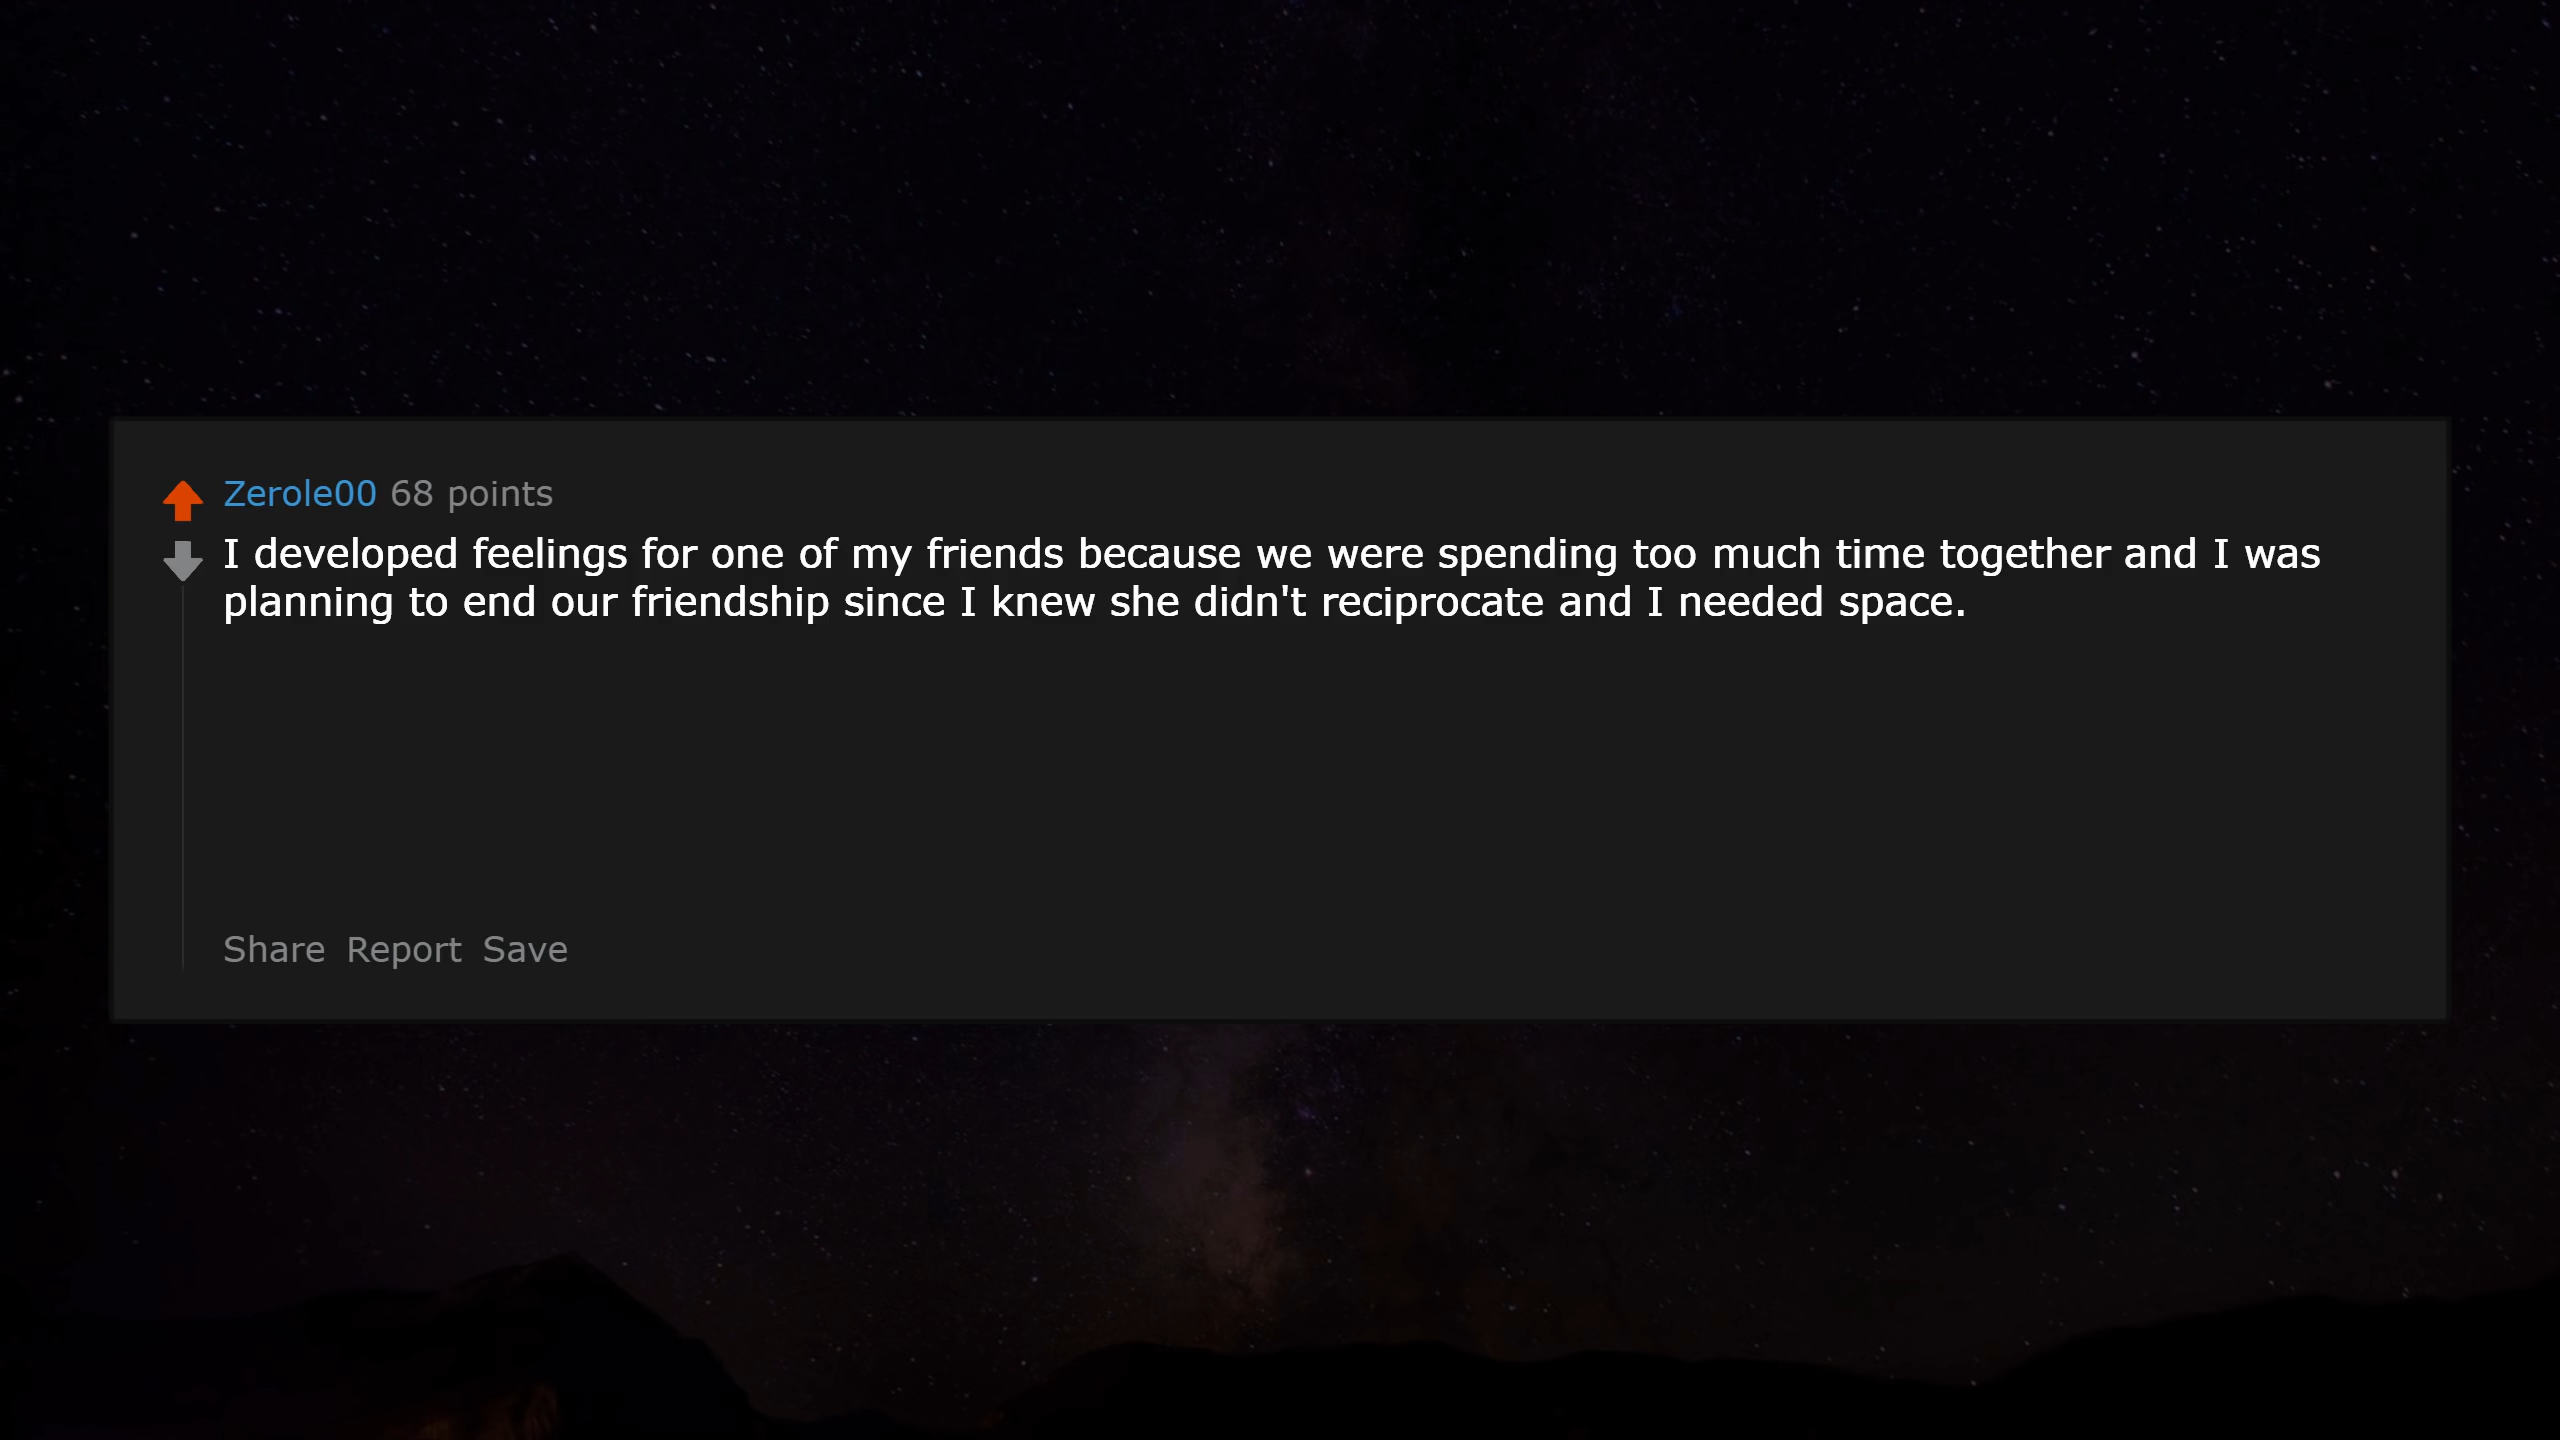 Zerole00 68 points
I developed feelings for one of my friends because we were spending too much time together and I was
planning to end our friendship since I knew she didn't reciprocate and I needed space.
Share Report Save